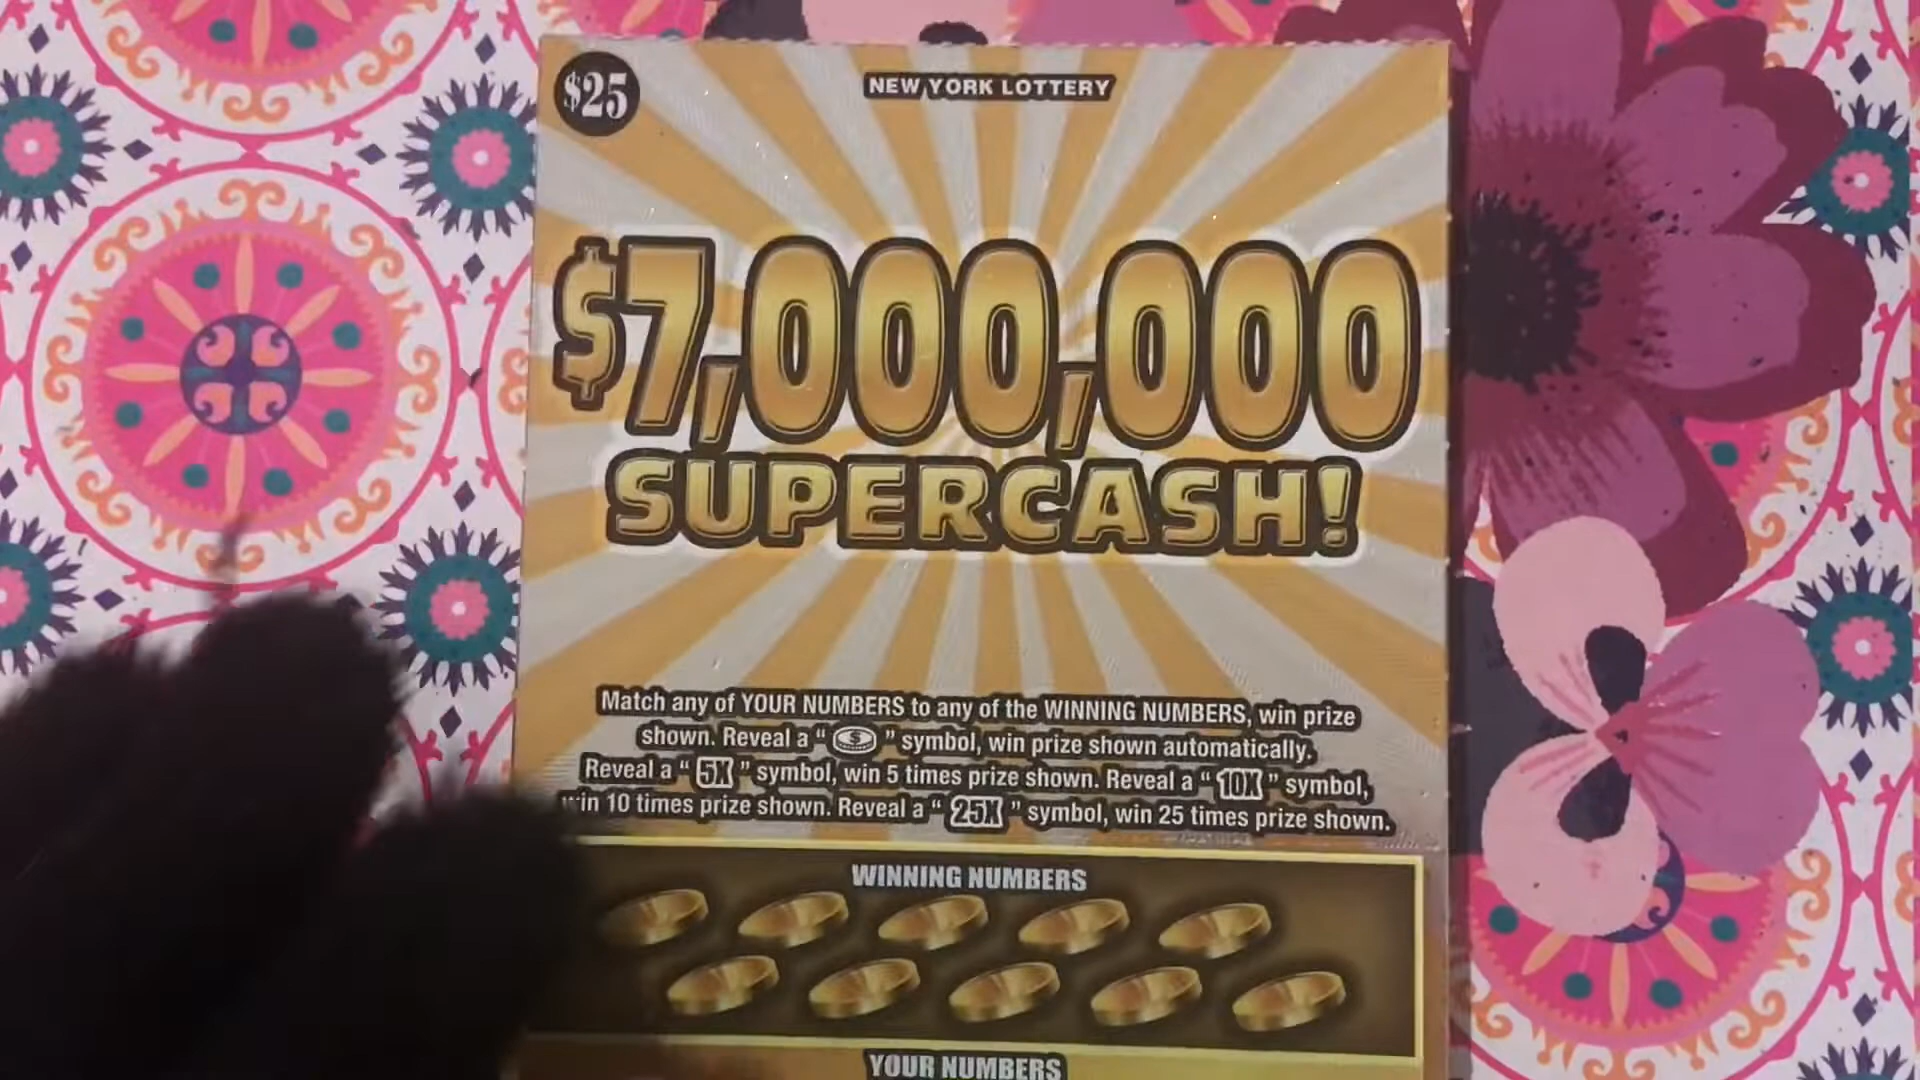 $25
NEW YORK LOTTERY
$7,000,000
SUPERCASH!
Match any of YOUR NUMBERS to any of the WINNING NUMBERS, win prize
shown. Reveal a “ $ ” symbol, win prize shown automatically.
Reveal a “ 5X ” symbol, win 5 times prize shown. Reveal a “ 10X ” symbol,
win 10 times prize shown. Reveal a “ 25X ” symbol, win 25 times prize shown.
WINNING NUMBERS
YOUR NUMBERS